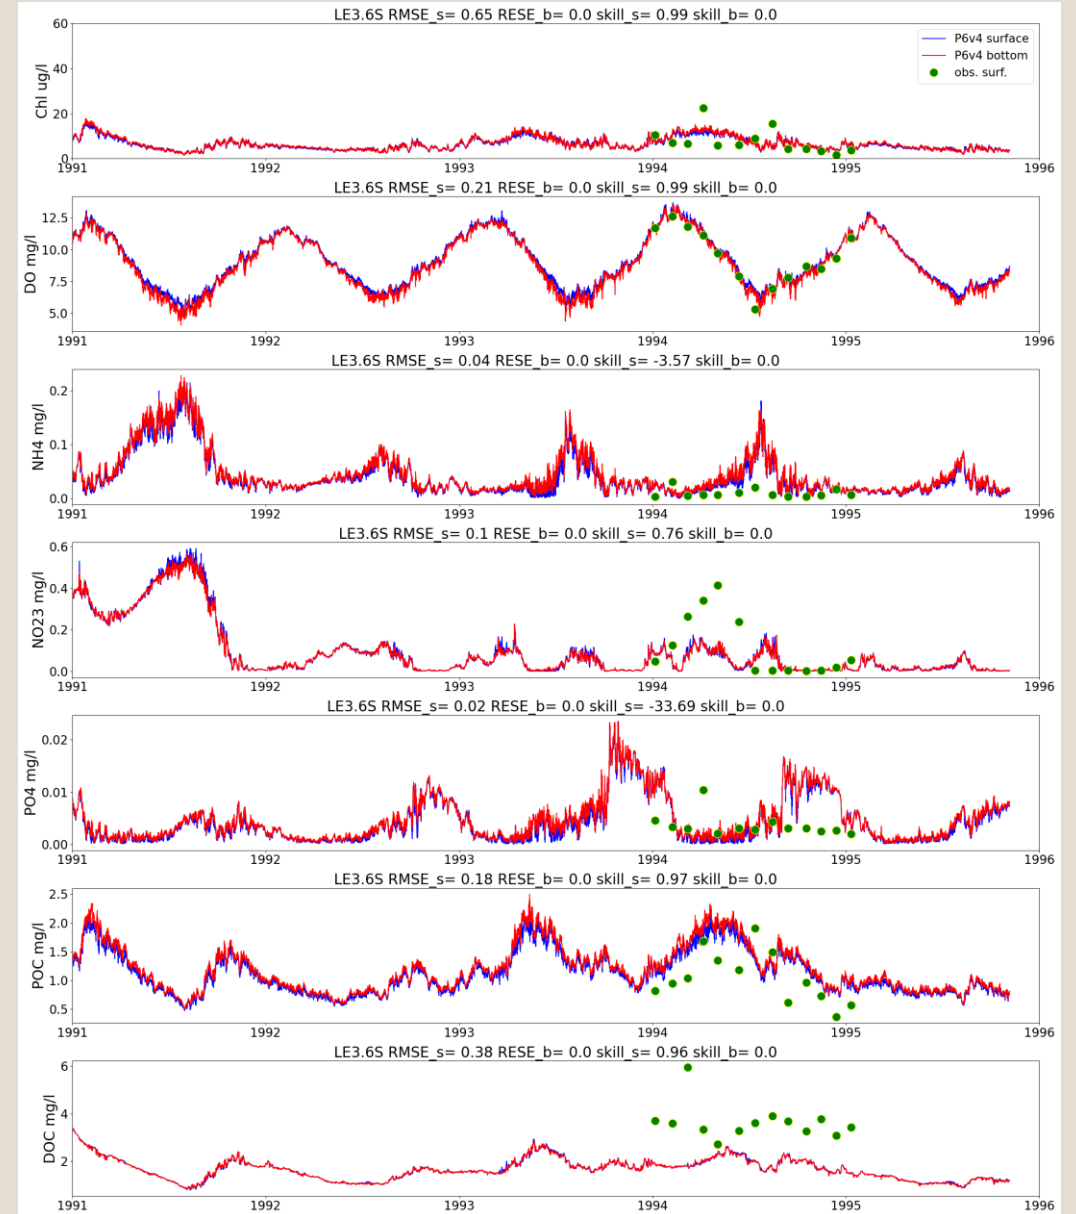 LE3.6S RMSE_s= 0.65 RESE_b= 0.0 skill_s= 0.99 skill_b= 0.0
Chl ug/l
60
40
20
0
P6v4 surface
P6v4 bottom
obs. surf.
1991 1992 1993 1994 1995 1996
LE3.6S RMSE_s= 0.21 RESE_b= 0.0 skill_s= 0.99 skill_b= 0.0
DO mg/l
12.5
10.0
7.5
5.0
1991 1992 1993 1994 1995 1996
LE3.6S RMSE_s= 0.04 RESE_b= 0.0 skill_s= -3.57 skill_b= 0.0
NH4 mg/l
0.2
0.1
0.0
1991 1992 1993 1994 1995 1996
LE3.6S RMSE_s= 0.1 RESE_b= 0.0 skill_s= 0.76 skill_b= 0.0
NO23 mg/l
0.6
0.4
0.2
0.0
1991 1992 1993 1994 1995 1996
LE3.6S RMSE_s= 0.02 RESE_b= 0.0 skill_s= -33.69 skill_b= 0.0
PO4 mg/l
0.02
0.01
0.00
1991 1992 1993 1994 1995 1996
LE3.6S RMSE_s= 0.18 RESE_b= 0.0 skill_s= 0.97 skill_b= 0.0
POC mg/l
2.5
2.0
1.5
1.0
0.5
1991 1992 1993 1994 1995 1996
LE3.6S RMSE_s= 0.38 RESE_b= 0.0 skill_s= 0.96 skill_b= 0.0
DOC mg/l
6
4
2
1991 1992 1993 1994 1995 1996